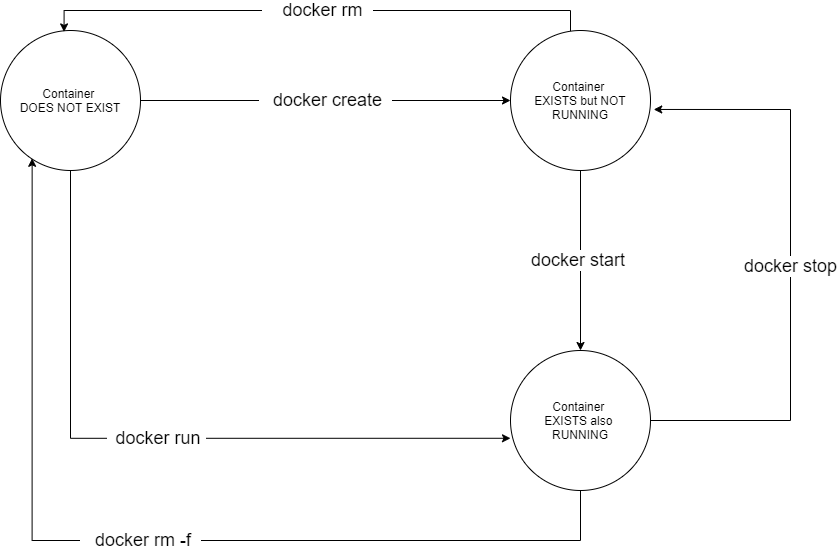 docker rm
Container
DOES NOT EXIST
docker create
Container
EXISTS but NOT
RUNNING
docker start
docker stop
Container
EXISTS also
RUNNING
docker run
docker rm -f